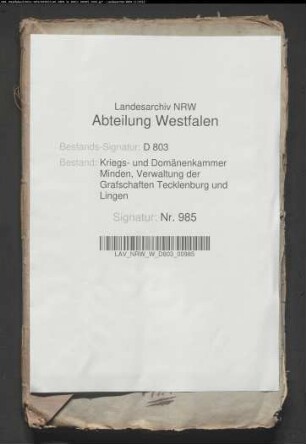 Landesarchiv NRW
Abteilung Westfalen
Bestands-Signatur: D 803
Bestand: Kriegs- und Domänenkammer
Minden, Verwaltung der
Grafschaften Tecklenburg und
Lingen
Signatur: Nr. 985
LAV_NRW_W_D803_00985